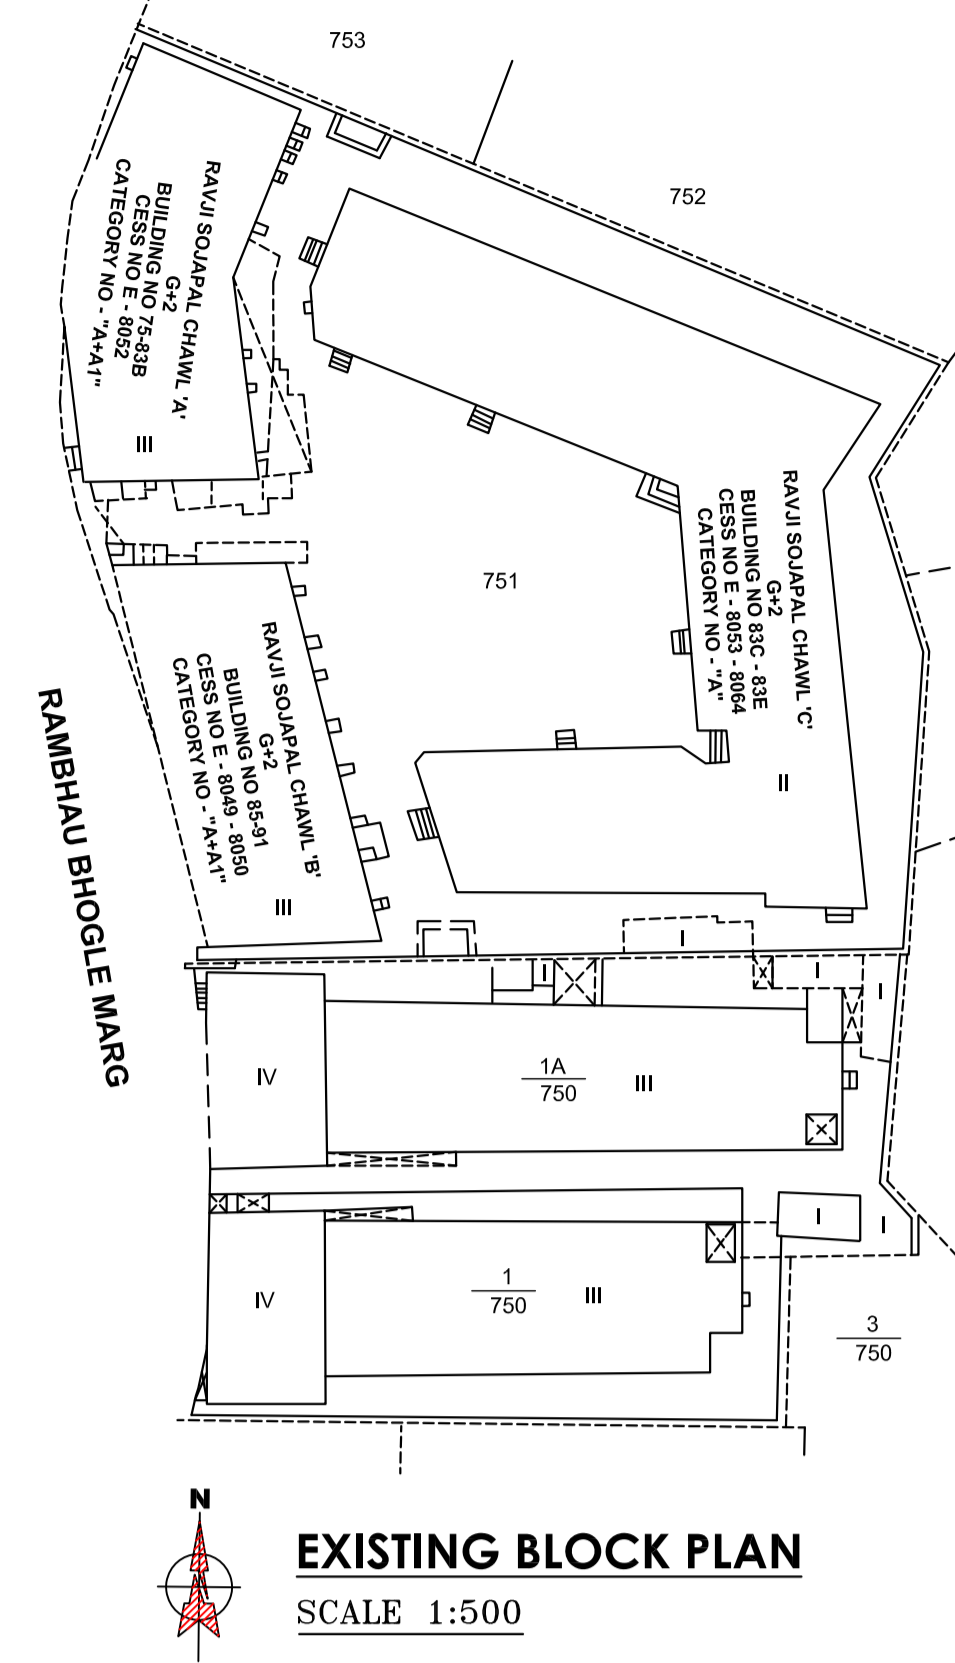 753
752
RAVJI SOJAPAL CHAWL 'A'
G+2
BUILDING NO 75-83B
CESS NO E - 8052
CATEGORY NO - "A+A1"
III
RAVJI SOJAPAL CHAWL 'C'
G+2
BUILDING NO 83C - 83E
CESS NO E - 8053 - 8064
CATEGORY NO - "A"
II
751
RAVJI SOJAPAL CHAWL 'B'
G+2
BUILDING NO 85-91
CESS NO E - 8049 - 8050
CATEGORY NO - "A+A1"
III
RAMBHAU BHOGLE MARG
I
I
I
I
IV
1A
750
III
I
I
IV
1
750
III
3
750
N
EXISTING BLOCK PLAN
SCALE 1:500